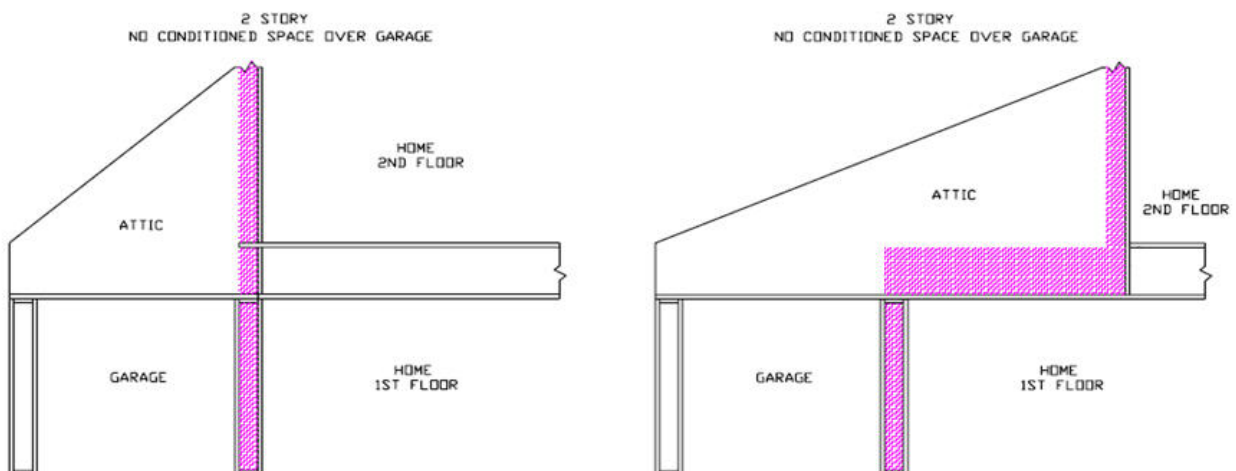 2 STORY
NO CONDITIONED SPACE OVER GARAGE
HOME
2ND FLOOR
ATTIC
GARAGE
HOME
1ST FLOOR
2 STORY
NO CONDITIONED SPACE OVER GARAGE
ATTIC
HOME
2ND FLOOR
GARAGE
HOME
1ST FLOOR